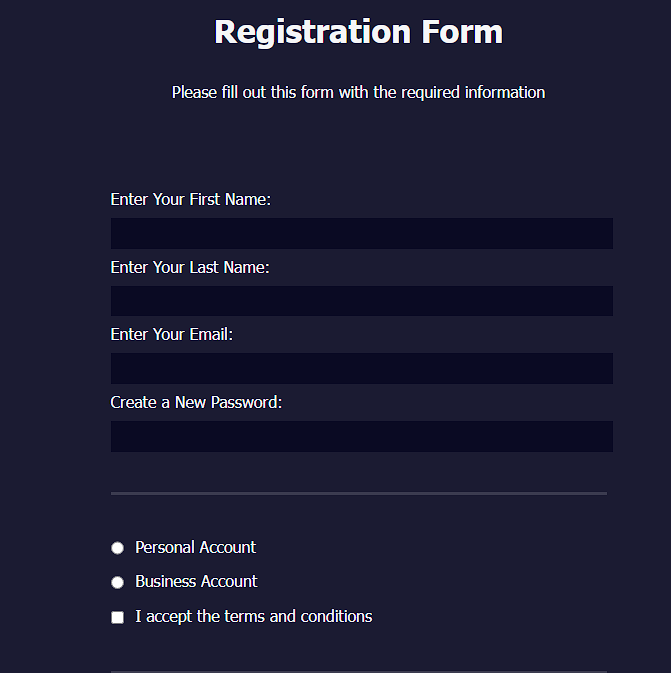 Registration Form
Please fill out this form with the required information
Enter Your First Name:
Enter Your Last Name:
Enter Your Email:
Create a New Password:
Personal Account
Business Account
I accept the terms and conditions